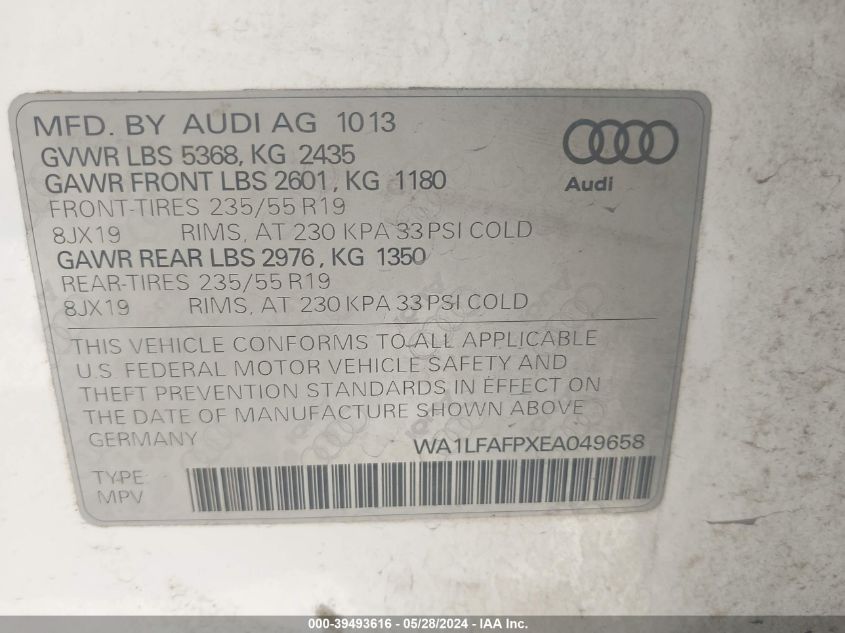 MFD. BY AUDI AG 10 13
GVWR LBS 5368, KG 2435
GAWR FRONT LBS 2601, KG 1180
FRONT-TIRES 235/55 R19
8JX19 RIMS, AT 230 KPA 33 PSI COLD
GAWR REAR LBS 2976, KG 1350
REAR-TIRES 235/55 R19
8JX19 RIMS, AT 230 KPA 33 PSI COLD
Audi
THIS VEHICLE CONFORMS TO ALL APPLICABLE
U.S. FEDERAL MOTOR VEHICLE SAFETY AND
THEFT PREVENTION STANDARDS IN EFFECT ON
THE DATE OF MANUFACTURE SHOWN ABOVE
GERMANY WA1LFAFPXEA049658
TYPE:
MPV
000-39493616 / 05/28/2024 - IAA Inc.